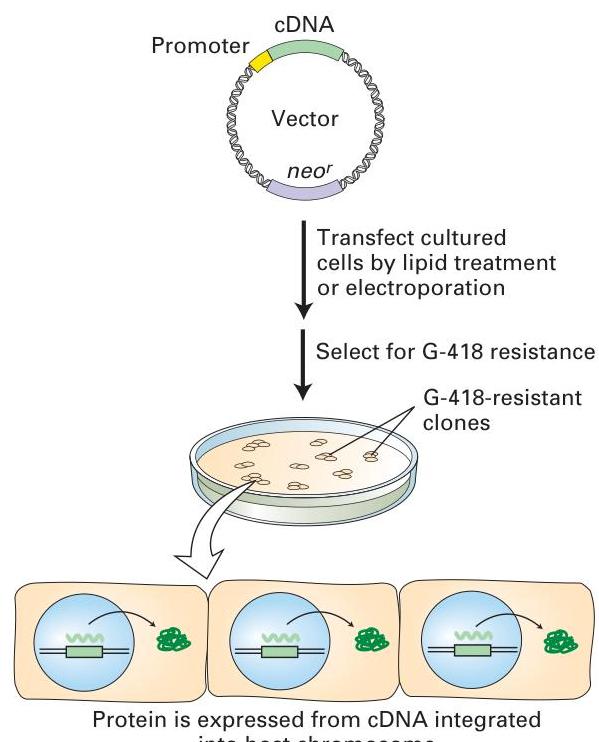 cDNA
Promoter
Vector
neoʳ
Transfect cultured
cells by lipid treatment
or electroporation
Select for G-418 resistance
G-418-resistant
clones
Protein is expressed from cDNA integrated
into host chromosome